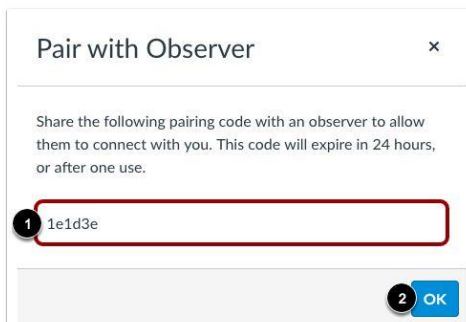 Pair with Observer ×
Share the following pairing code with an observer to allow
them to connect with you. This code will expire in 24 hours,
or after one use.
1 1e1d3e
2 OK